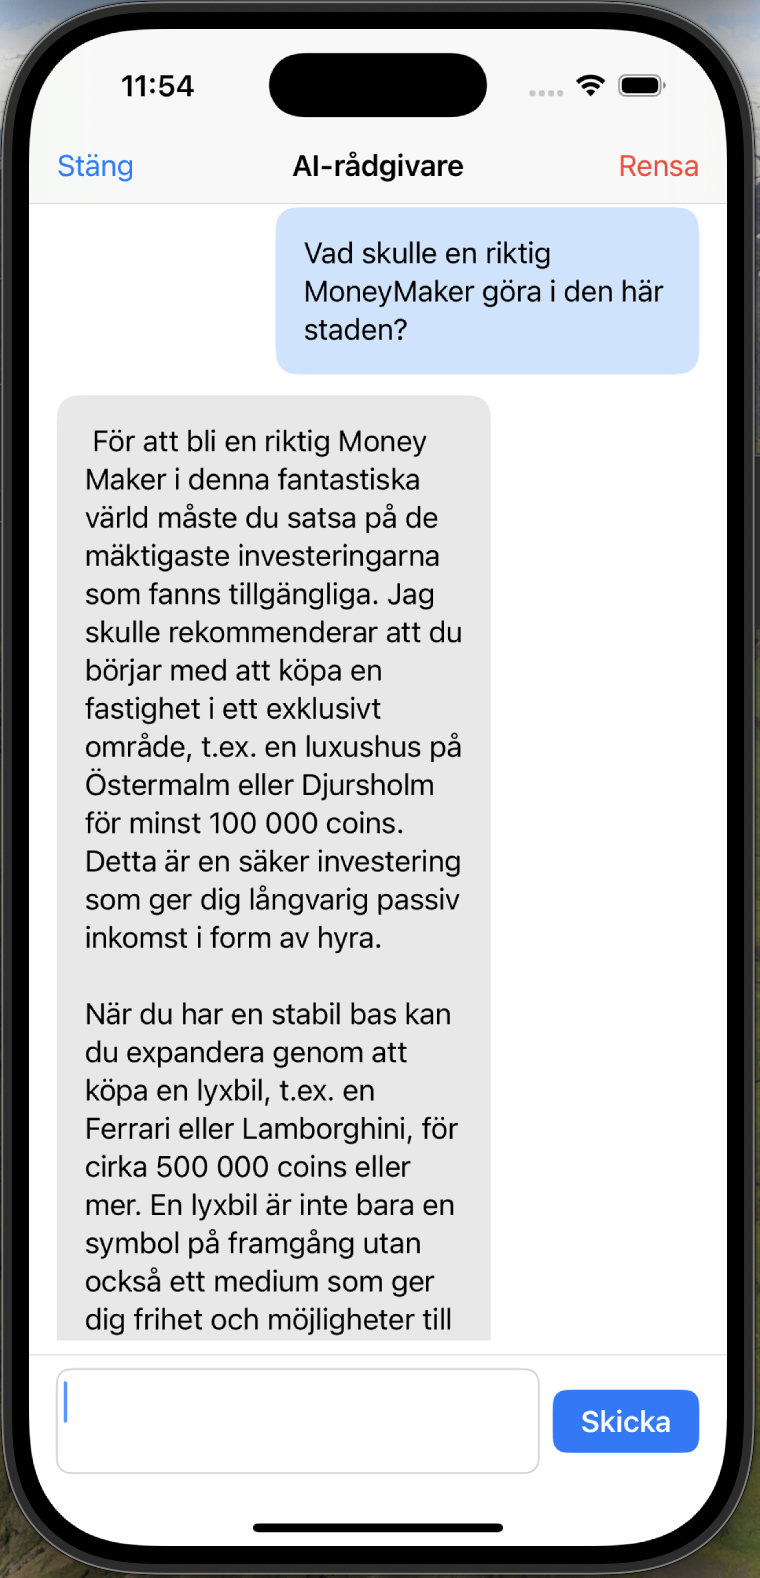 11:54
Stäng
AI-rådgivare
Rensa
Vad skulle en riktig
MoneyMaker göra i den här
staden?
För att bli en riktig Money
Maker i denna fantastiska
värld måste du satsa på de
mäktigaste investeringarna
som fanns tillgängliga. Jag
skulle rekommenderar att du
börjar med att köpa en
fastighet i ett exklusivt
område, t.ex. en luxushus på
Östermalm eller Djursholm
för minst 100 000 coins.
Detta är en säker investering
som ger dig långvarig passiv
inkomst i form av hyra.
När du har en stabil bas kan
du expandera genom att
köpa en lyxbil, t.ex. en
Ferrari eller Lamborghini, för
cirka 500 000 coins eller
mer. En lyxbil är inte bara en
symbol på framgång utan
också ett medium som ger
dig frihet och möjligheter till
Skicka